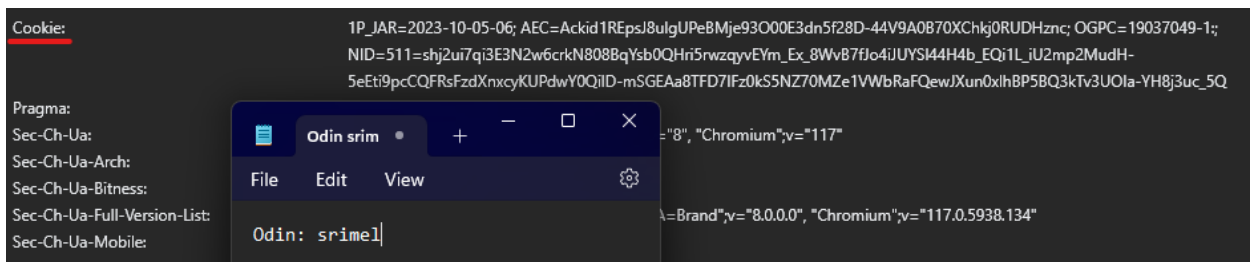 Cookie: 1P_JAR=2023-10-05-06; AEC=Ackid1REpsJ8ulgUPeBMje93O00E3dn5f28D-44V9A0B70XChkj0RUDHznc; OGPC=19037049-1:;
NID=511=shj2ui7qi3E3N2w6crkN808BqYsb0QHri5rwzqyvEYm_Ex_8WvB7fJo4iJUYSl44H4b_EQi1L_iU2mp2MudH-
5eEti9pcCQFRsFzdXnxcyKUPdwY0QilD-mSGEAa8TFD7lFz0kS5NZ70MZe1VWbRaFQewJXun0xlhBP5BQ3kTv3UOla-YH8j3uc_5Q
Pragma:
Sec-Ch-Ua: ="8", "Chromium";v="117"
Sec-Ch-Ua-Arch:
Sec-Ch-Ua-Bitness:
Sec-Ch-Ua-Full-Version-List: A=Brand";v="8.0.0.0", "Chromium";v="117.0.5938.134"
Sec-Ch-Ua-Mobile:
Odin srim
File Edit View
Odin: srimel